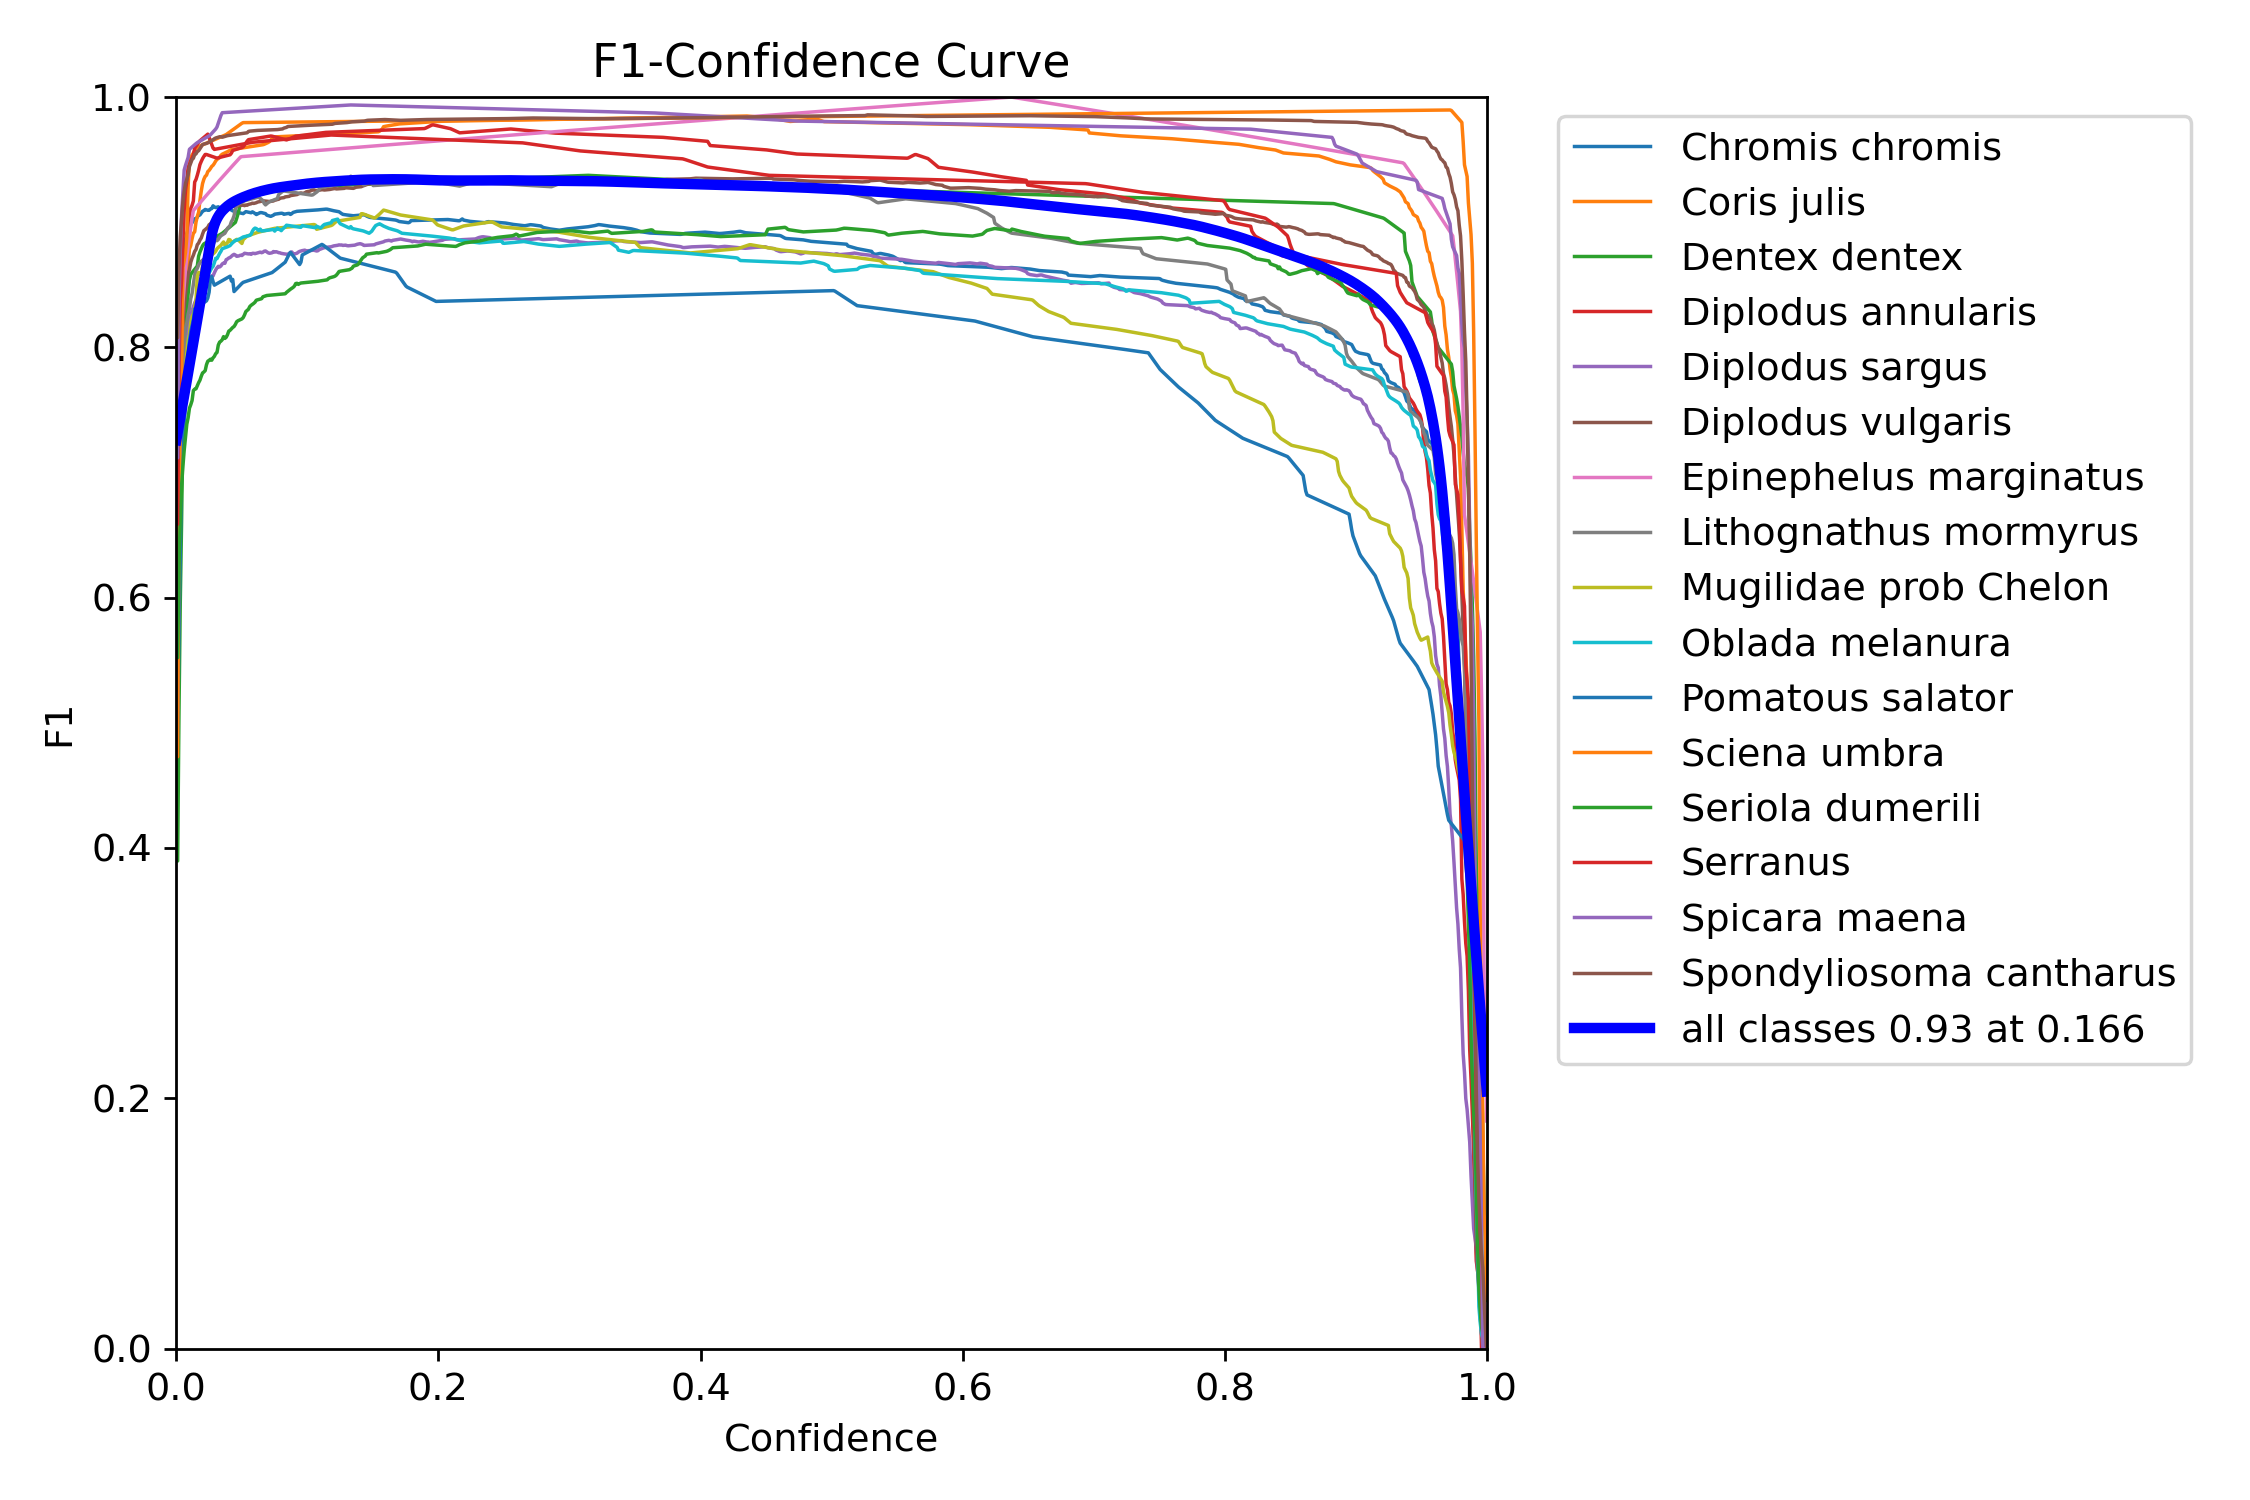 F1-Confidence Curve
1.0
0.8
0.6
0.4
0.2
0.0
F1
0.0 0.2 0.4 0.6 0.8 1.0
Confidence
Chromis chromis
Coris julis
Dentex dentex
Diplodus annularis
Diplodus sargus
Diplodus vulgaris
Epinephelus marginatus
Lithognathus mormyrus
Mugilidae prob Chelon
Oblada melanura
Pomatous salator
Sciena umbra
Seriola dumerili
Serranus
Spicara maena
Spondyliosoma cantharus
all classes 0.93 at 0.166